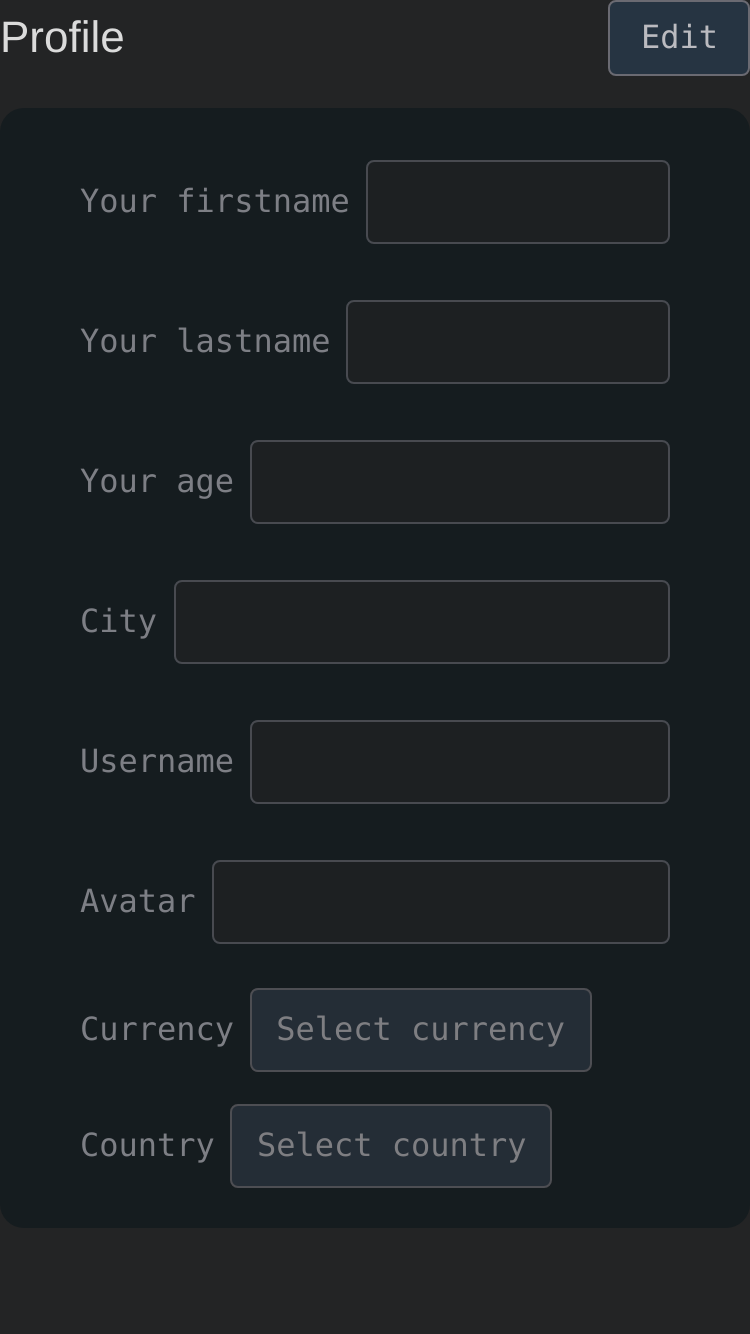 Profile
Edit
Your firstname
Your lastname
Your age
City
Username
Avatar
Currency Select currency
Country Select country